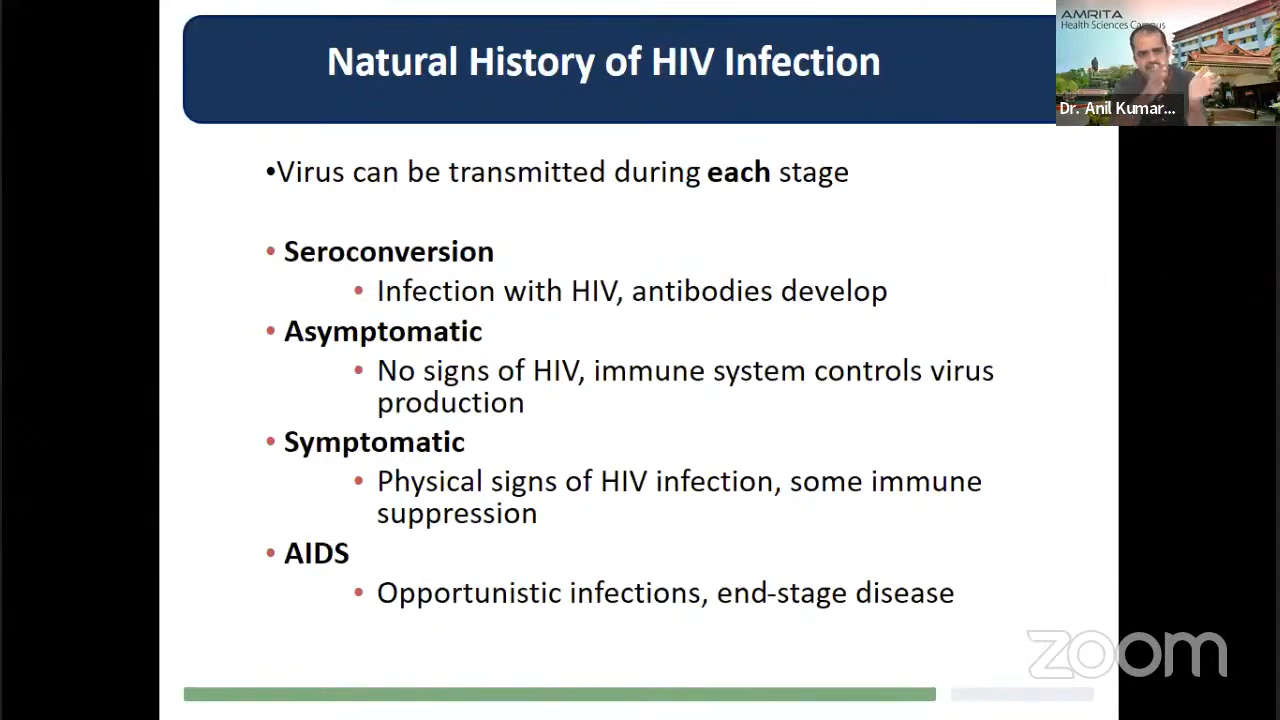 Natural History of HIV Infection
AMRITA
Health Sciences Campus
Dr. Anil Kumar...
•Virus can be transmitted during each stage
• Seroconversion
• Infection with HIV, antibodies develop
• Asymptomatic
• No signs of HIV, immune system controls virus
production
• Symptomatic
• Physical signs of HIV infection, some immune
suppression
• AIDS
• Opportunistic infections, end-stage disease
zoom